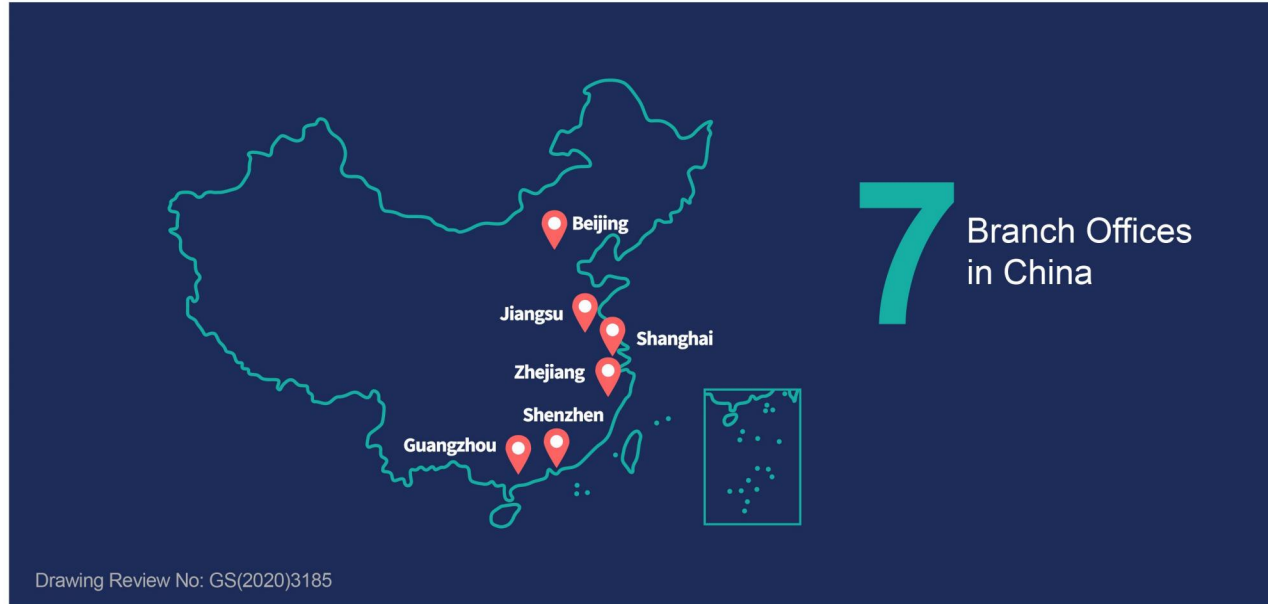 Beijing
Jiangsu
Shanghai
Zhejiang
Shenzhen
Guangzhou
7
Branch Offices
in China
Drawing Review No: GS(2020)3185